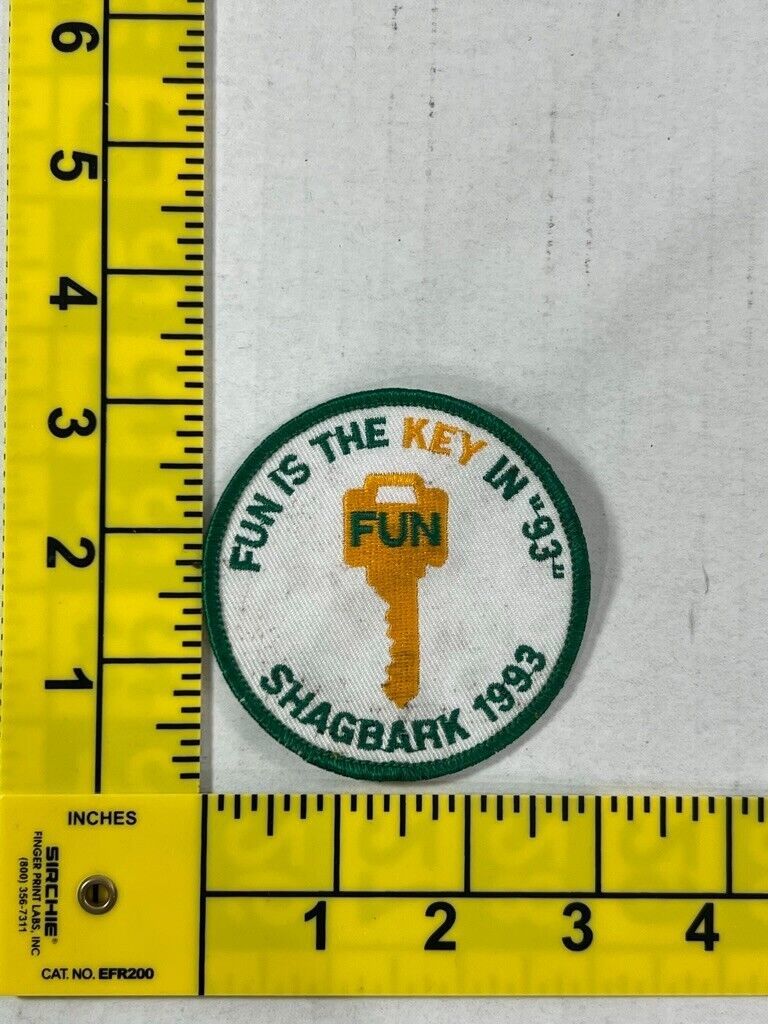 6
5
4
3
2
1
FUN IS THE KEY IN "93"
FUN
SHAGBARK 1993
INCHES
SIRCHIE®
FINGER PRINT LABS, INC
(800) 356-7311
CAT. NO. EFR200
1 2 3 4